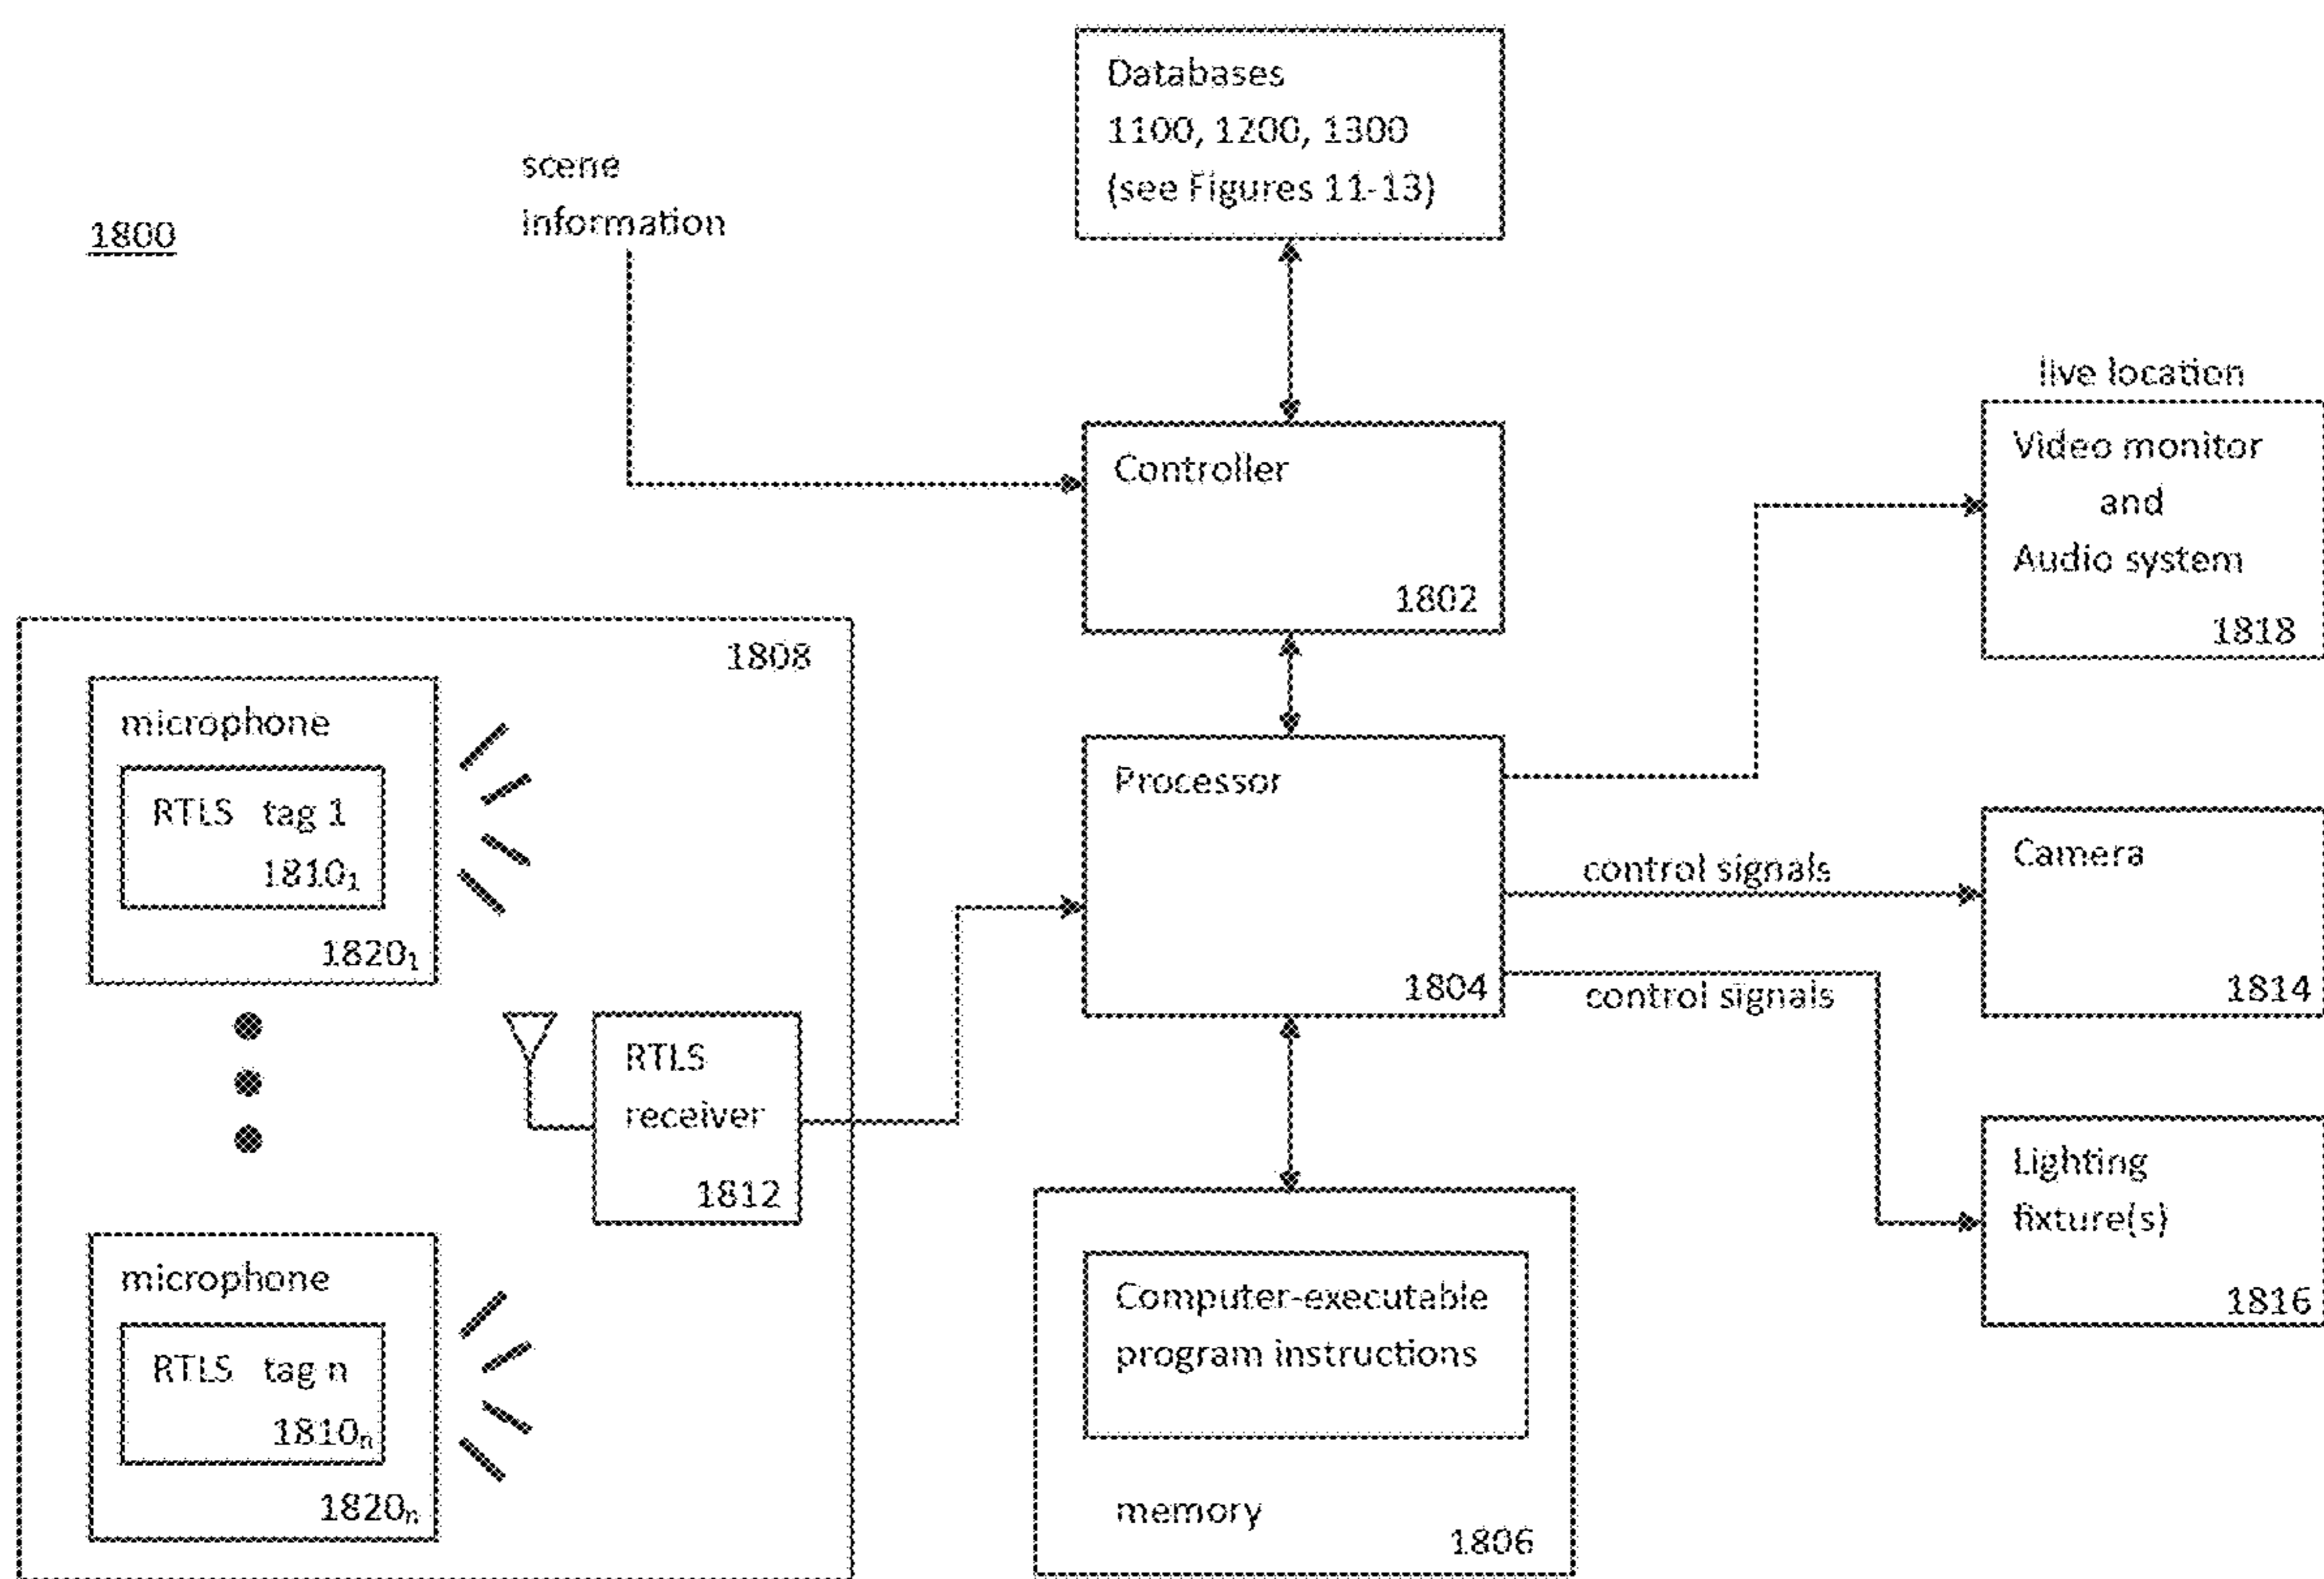 1800
scene
information
Databases
1100, 1200, 1300
(see Figures 11-13)
Controller
1802
live location
Video monitor
and
Audio system
1818
1808
microphone
RTLS tag 1
1810₁
1820₁
RTLS
receiver
1812
microphone
RTLS tag n
1810ₙ
1820ₙ
Processor
1804
control signals
control signals
Camera
1814
Lighting
fixture(s)
1816
Computer-executable
program instructions
memory
1806